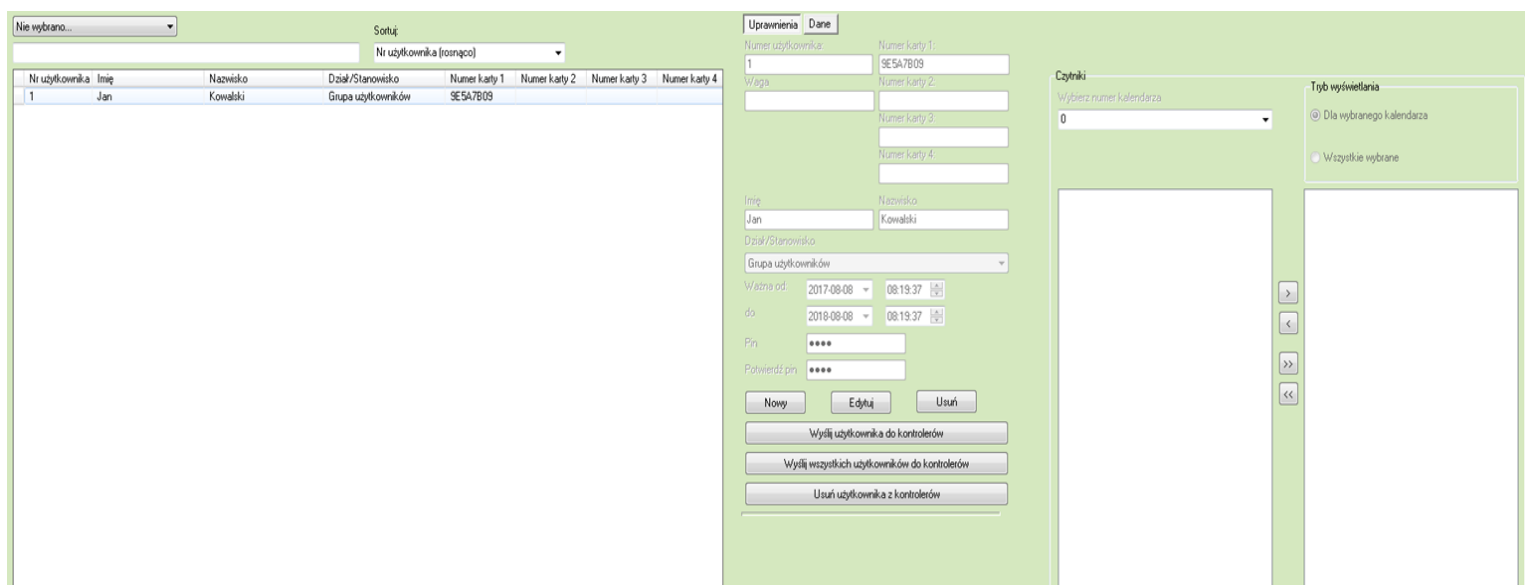 Nie wybrano...
Sortuj:
Nr użytkownika (rosnąco)
Nr użytkownika Imię Nazwisko Dział/Stanowisko Numer karty 1 Numer karty 2 Numer karty 3 Numer karty 4
1 Jan Kowalski Grupa użytkowników 9E5A7B09
Uprawnienia Dane
Numer użytkownika: Numer karty 1:
1 9E5A7B09
Waga Numer karty 2:
Numer karty 3:
Numer karty 4:
Imię Nazwisko
Jan Kowalski
Dział/Stanowisko
Grupa użytkowników
Ważna od: 2017-08-08 08:19:37
do 2018-08-08 08:19:37
Pin ••••
Potwierdź pin ••••
Nowy Edytuj Usuń
Wyślij użytkownika do kontrolerów
Wyślij wszystkich użytkowników do kontrolerów
Usuń użytkownika z kontrolerów
Czytniki
Wybierz numer kalendarza
0
Tryb wyświetlania
Dla wybranego kalendarza
Wszystkie wybrane
>
<
>>
<<